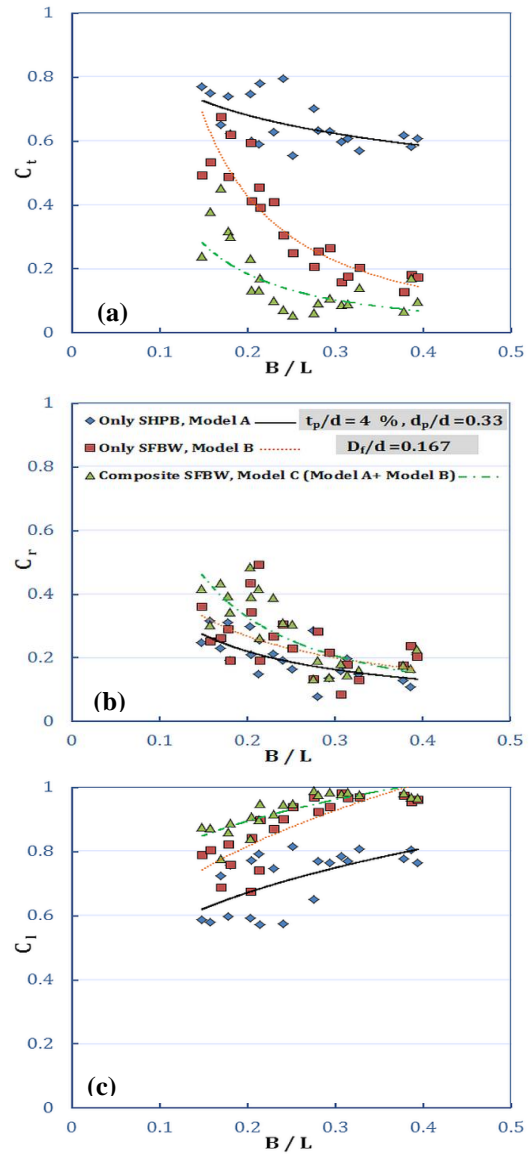 1
0.8
0.6
C_t
0.4
0.2
(a)
0
0 0.1 0.2 0.3 0.4 0.5
B / L
1
Only SHPB, Model A t_p/d = 4 % , d_p/d=0.33
Only SFBW, Model B D_f/d=0.167
Composite SFBW, Model C (Model A+ Model B)
0.8
0.6
C_r
0.4
0.2
(b)
0
0 0.1 0.2 0.3 0.4 0.5
B / L
1
0.8
0.6
C_l
0.4
0.2
(c)
0
0 0.1 0.2 0.3 0.4 0.5
B / L